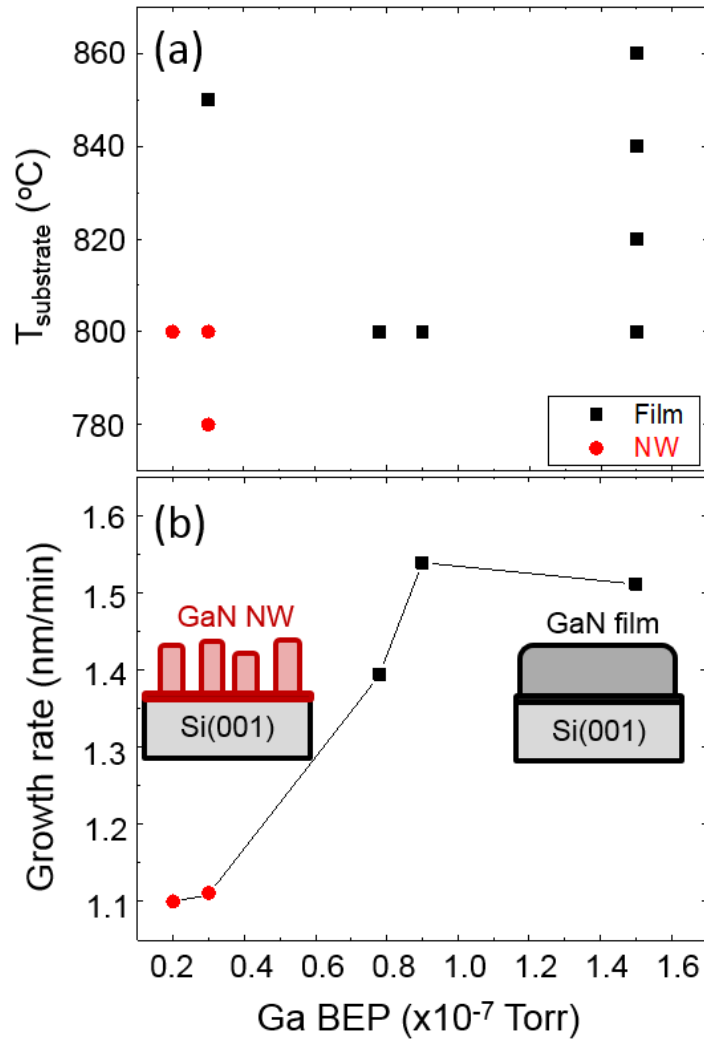 (a)
860
840
820
800
780
T_substrate (ºC)
Film
NW
(b)
1.6
1.5
1.4
1.3
1.2
1.1
Growth rate (nm/min)
GaN NW
Si(001)
GaN film
Si(001)
0.2 0.4 0.6 0.8 1.0 1.2 1.4 1.6
Ga BEP (x10⁻⁷ Torr)